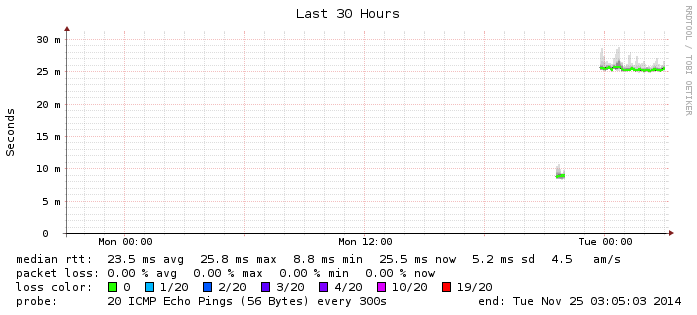 Last 30 Hours
RRDTOOL / TOBI OETIKER
Seconds
30 m
25 m
20 m
15 m
10 m
5 m
0
Mon 00:00 Mon 12:00 Tue 00:00
median rtt: 23.5 ms avg 25.8 ms max 8.8 ms min 25.5 ms now 5.2 ms sd 4.5 am/s
packet loss: 0.00 % avg 0.00 % max 0.00 % min 0.00 % now
loss color: 0 1/20 2/20 3/20 4/20 10/20 19/20
probe: 20 ICMP Echo Pings (56 Bytes) every 300s end: Tue Nov 25 03:05:03 2014